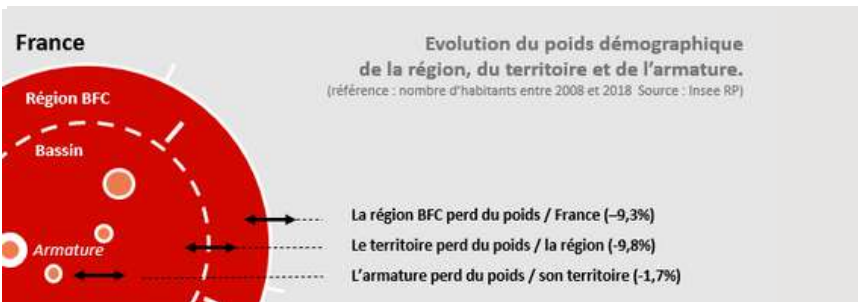 France
Evolution du poids démographique
de la région, du territoire et de l'armature.
(référence : nombre d'habitants entre 2008 et 2018 Source : Insee RP)
Région BFC
Bassin
Armature
La région BFC perd du poids / France (–9,3%)
Le territoire perd du poids / la région (-9,8%)
L'armature perd du poids / son territoire (-1,7%)